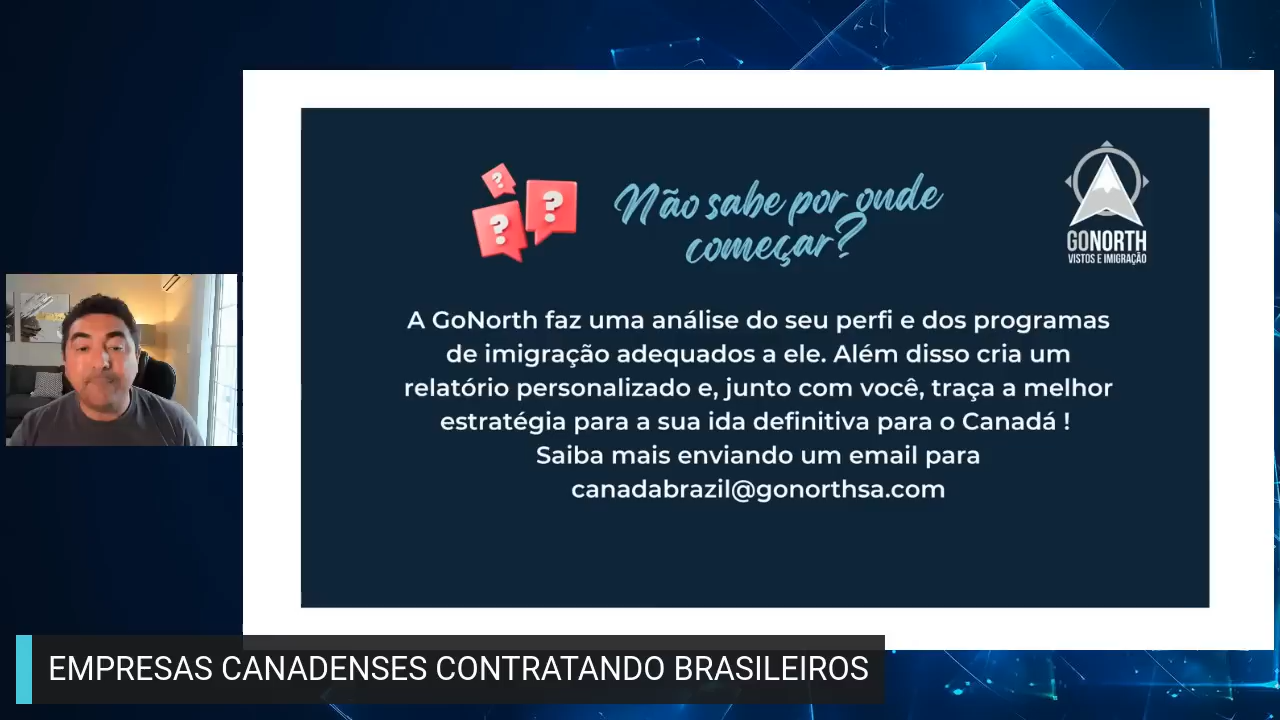 Não sabe por onde
começar?
GONORTH
VISTOS E IMIGRAÇÃO
A GoNorth faz uma análise do seu perfi e dos programas
de imigração adequados a ele. Além disso cria um
relatório personalizado e, junto com você, traça a melhor
estratégia para a sua ida definitiva para o Canadá !
Saiba mais enviando um email para
canadabrazil@gonorthsa.com
EMPRESAS CANADENSES CONTRATANDO BRASILEIROS